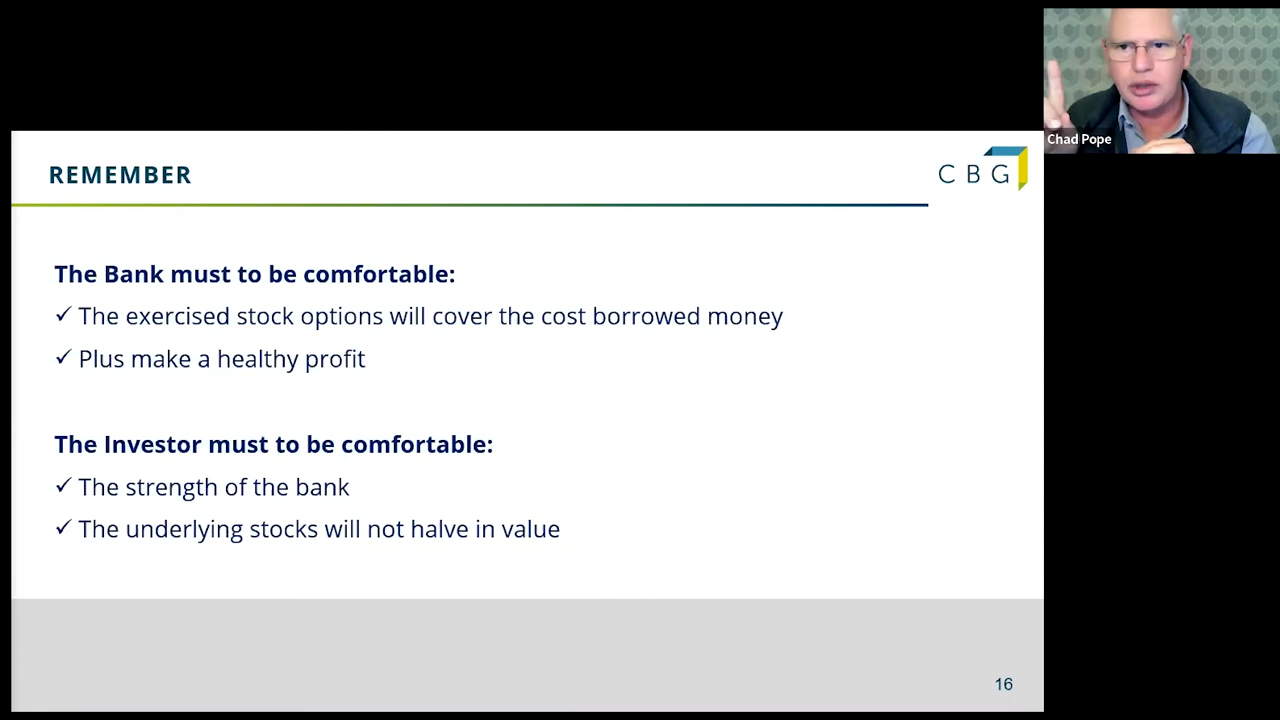 Chad Pope
REMEMBER
CBG
The Bank must to be comfortable:
✓ The exercised stock options will cover the cost borrowed money
✓ Plus make a healthy profit
The Investor must to be comfortable:
✓ The strength of the bank
✓ The underlying stocks will not halve in value
16